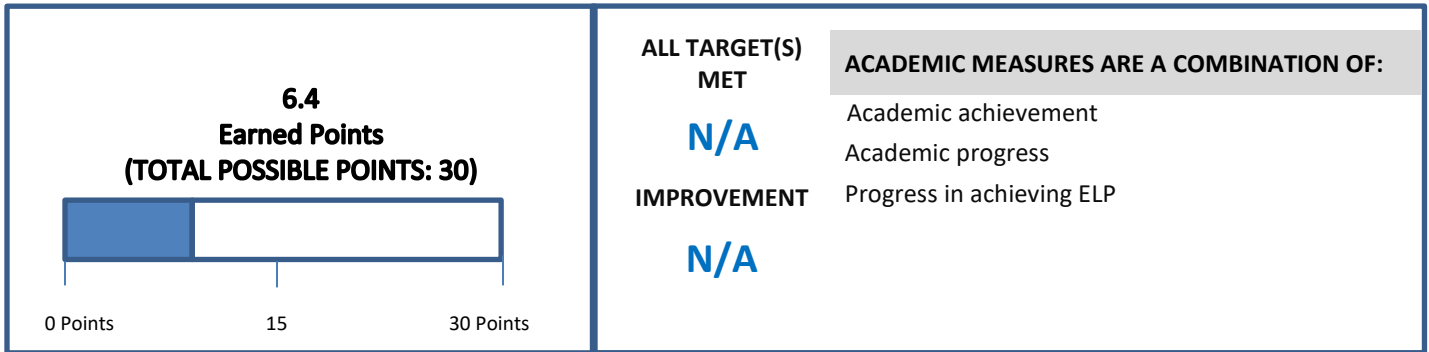 6.4
Earned Points
(TOTAL POSSIBLE POINTS: 30)
0 Points
15
30 Points
ALL TARGET(S)
MET
N/A
IMPROVEMENT
N/A
ACADEMIC MEASURES ARE A COMBINATION OF:
Academic achievement
Academic progress
Progress in achieving ELP